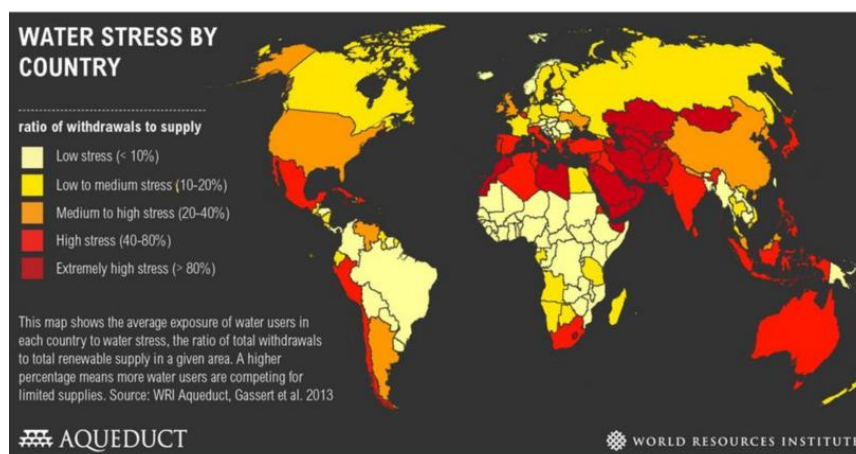 WATER STRESS BY
COUNTRY
ratio of withdrawals to supply
Low stress (< 10%)
Low to medium stress (10-20%)
Medium to high stress (20-40%)
High stress (40-80%)
Extremely high stress (> 80%)
This map shows the average exposure of water users in
each country to water stress, the ratio of total withdrawals
to total renewable supply in a given area. A higher
percentage means more water users are competing for
limited supplies. Source: WRI Aqueduct, Gassert et al. 2013
AQUEDUCT
WORLD RESOURCES INSTITUTE